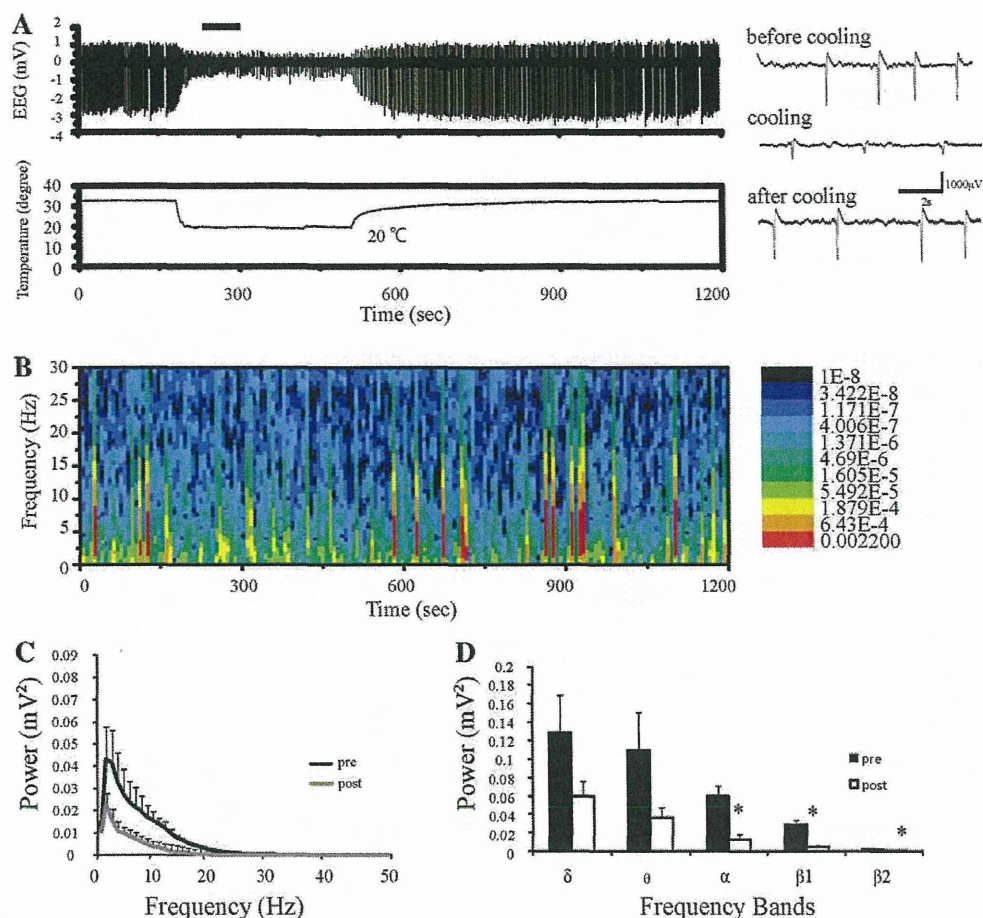 A
EEG (mV)
2
1
0
-1
-2
-3
-4
before cooling
cooling
1000μV
2s
after cooling
Temperature (degree)
40
30
20
10
0
20 ℃
0 300 600 900 1200
Time (sec)
B
Frequency (Hz)
30
25
20
15
10
5
0
0 300 600 900 1200
Time (sec)
1E-8
3.422E-8
1.171E-7
4.006E-7
1.371E-6
4.69E-6
1.605E-5
5.492E-5
1.879E-4
6.43E-4
0.002200
C
Power (mV²)
0.09
0.08
0.07
0.06
0.05
0.04
0.03
0.02
0.01
0
pre
post
0 10 20 30 40 50
Frequency (Hz)
D
Power (mV²)
0.2
0.18
0.16
0.14
0.12
0.10
0.08
0.06
0.04
0.02
0
pre
post
* * *
δ θ α β1 β2
Frequency Bands